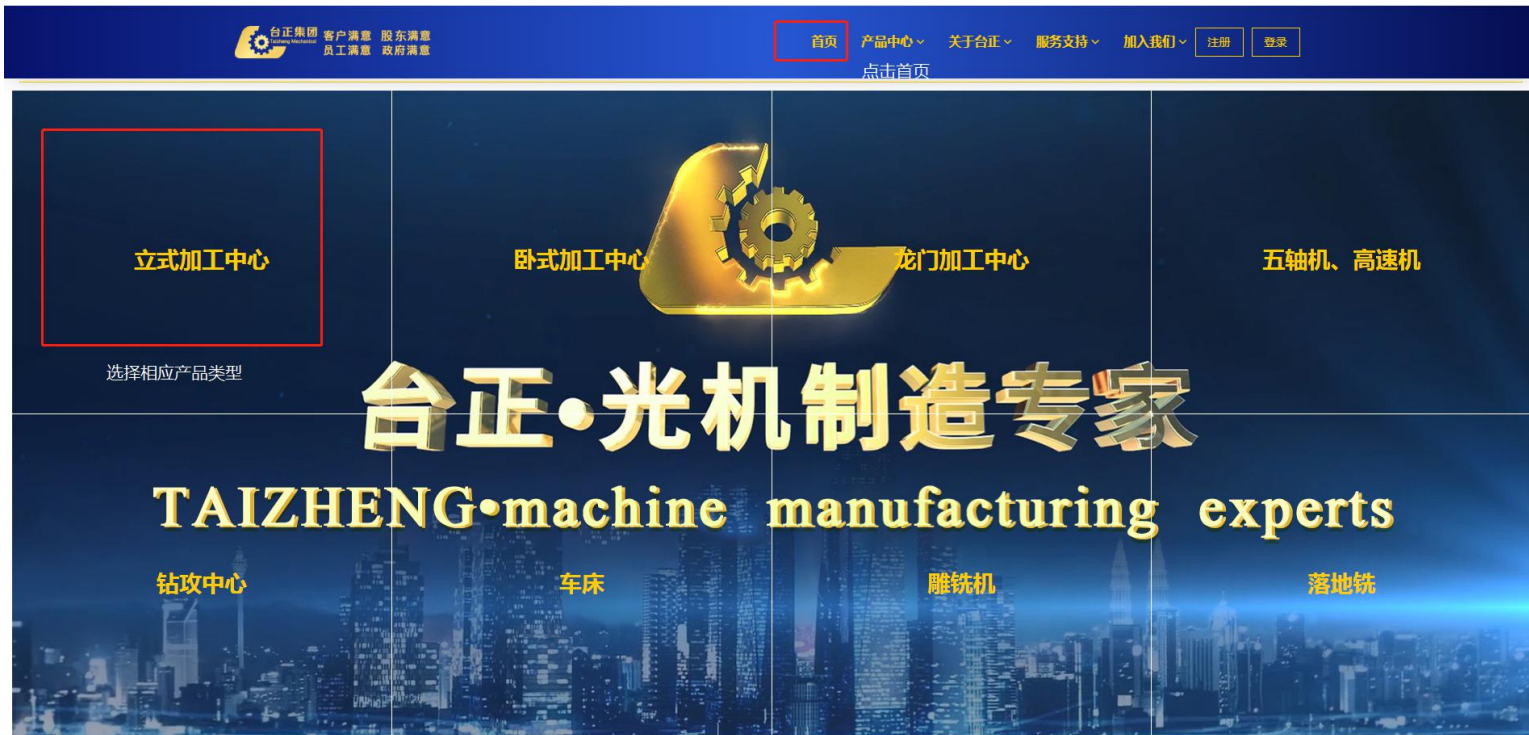 台正集团
Taizheng Mechanical
客户满意 股东满意
员工满意 政府满意
首页 产品中心 关于台正 服务支持 加入我们 注册 登录
点击首页
立式加工中心 卧式加工中心 龙门加工中心 五轴机、高速机
选择相应产品类型
台正·光机制造专家
TAIZHENG•machine manufacturing experts
钻攻中心 车床 雕铣机 落地铣